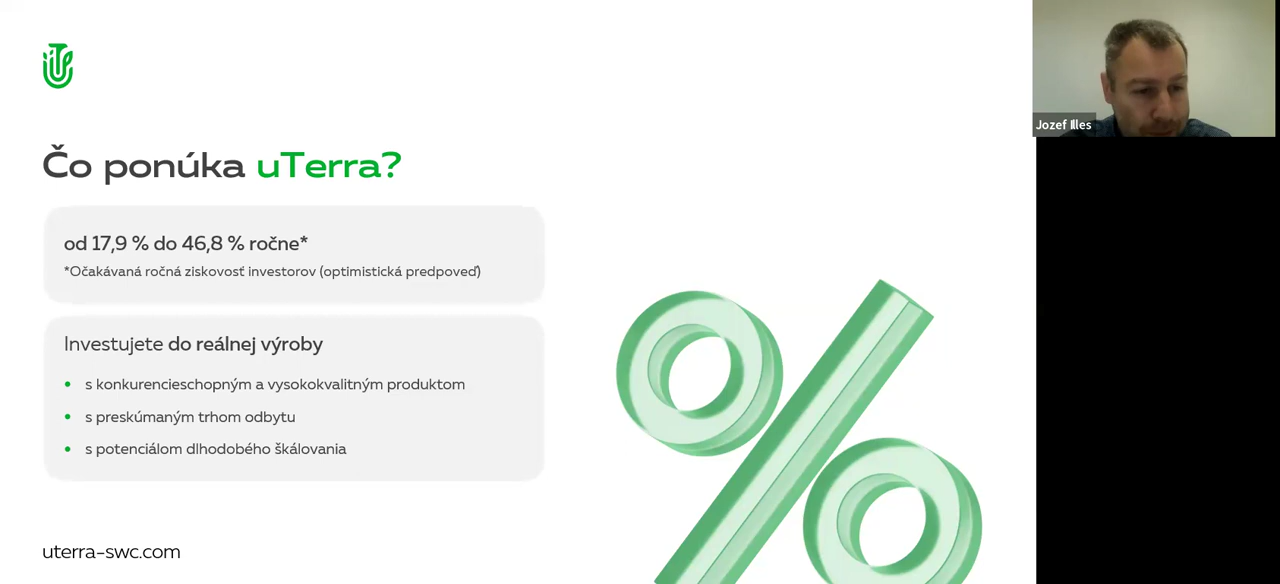 Čo ponúka uTerra?
od 17,9 % do 46,8 % ročne*
*Očakávaná ročná ziskovosť investorov (optimistická predpoveď)
Investujete do reálnej výroby
s konkurencieschopným a vysokokvalitným produktom
s preskúmaným trhom odbytu
s potenciálom dlhodobého škálovania
uterra-swc.com
Jozef Illes